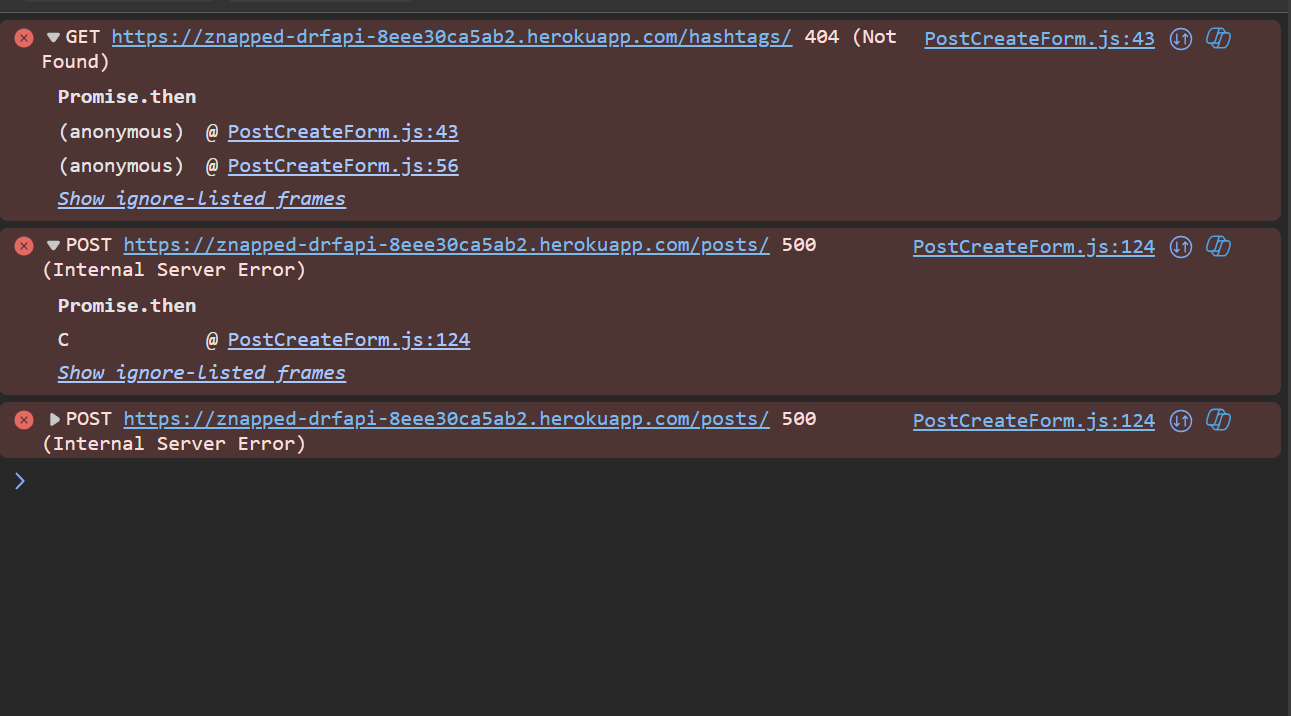 GET https://znapped-drfapi-8eee30ca5ab2.herokuapp.com/hashtags/ 404 (Not PostCreateForm.js:43
Found)
Promise.then
(anonymous) @ PostCreateForm.js:43
(anonymous) @ PostCreateForm.js:56
Show ignore-listed frames
POST https://znapped-drfapi-8eee30ca5ab2.herokuapp.com/posts/ 500 PostCreateForm.js:124
(Internal Server Error)
Promise.then
C @ PostCreateForm.js:124
Show ignore-listed frames
POST https://znapped-drfapi-8eee30ca5ab2.herokuapp.com/posts/ 500 PostCreateForm.js:124
(Internal Server Error)